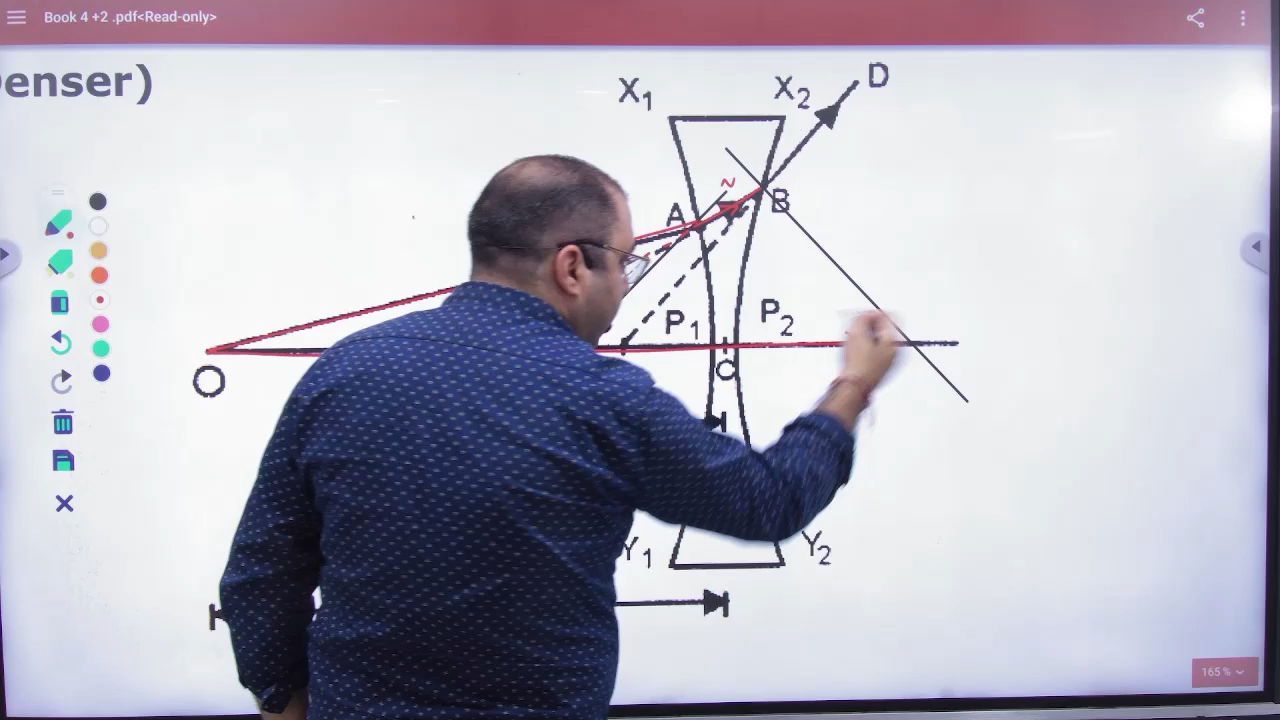 Book 4 +2 .pdf<Read-only>
enser)
X1
X2
D
A
B
P1
P2
C
O
Y1
Y2
165 %